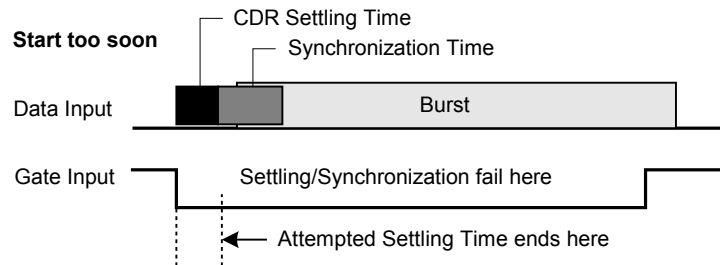 CDR Settling Time
Start too soon
Synchronization Time
Data Input
Burst
Gate Input
Settling/Synchronization fail here
Attempted Settling Time ends here